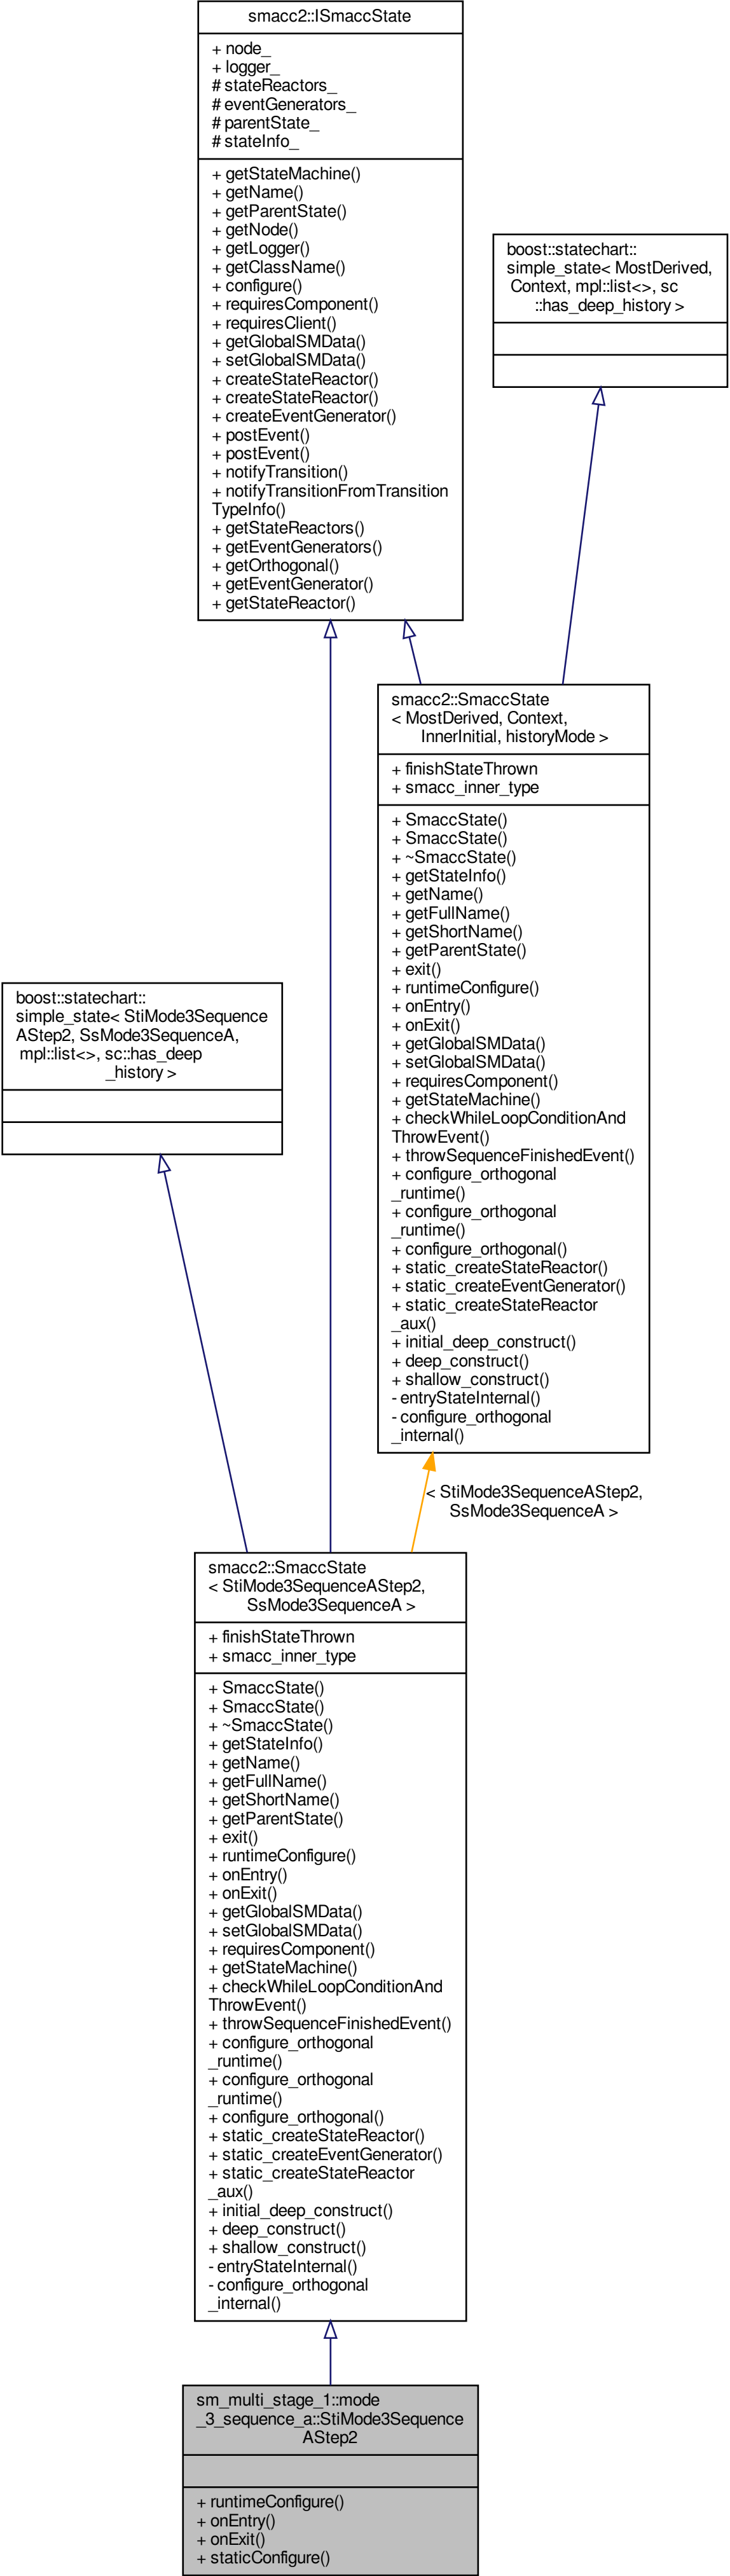 smacc2::ISmaccState
+ node_
+ logger_
# stateReactors_
# eventGenerators_
# parentState_
# stateInfo_
+ getStateMachine()
+ getName()
+ getParentState()
+ getNode()
+ getLogger()
+ getClassName()
+ configure()
+ requiresComponent()
+ requiresClient()
+ getGlobalSMData()
+ setGlobalSMData()
+ createStateReactor()
+ createStateReactor()
+ createEventGenerator()
+ postEvent()
+ postEvent()
+ notifyTransition()
+ notifyTransitionFromTransition
TypeInfo()
+ getStateReactors()
+ getEventGenerators()
+ getOrthogonal()
+ getEventGenerator()
+ getStateReactor()
boost::statechart::
simple_state< MostDerived,
Context, mpl::list<>, sc
::has_deep_history >
smacc2::SmaccState
< MostDerived, Context,
InnerInitial, historyMode >
+ finishStateThrown
+ smacc_inner_type
+ SmaccState()
+ SmaccState()
+ ~SmaccState()
+ getStateInfo()
+ getName()
+ getFullName()
+ getShortName()
+ getParentState()
+ exit()
+ runtimeConfigure()
+ onEntry()
+ onExit()
+ getGlobalSMData()
+ setGlobalSMData()
+ requiresComponent()
+ getStateMachine()
+ checkWhileLoopConditionAnd
ThrowEvent()
+ throwSequenceFinishedEvent()
+ configure_orthogonal
_runtime()
+ configure_orthogonal
_runtime()
+ configure_orthogonal()
+ static_createStateReactor()
+ static_createEventGenerator()
+ static_createStateReactor
_aux()
+ initial_deep_construct()
+ deep_construct()
+ shallow_construct()
- entryStateInternal()
- configure_orthogonal
_internal()
boost::statechart::
simple_state< StiMode3Sequence
AStep2, SsMode3SequenceA,
mpl::list<>, sc::has_deep
_history >
< StiMode3SequenceAStep2,
SsMode3SequenceA >
smacc2::SmaccState
< StiMode3SequenceAStep2,
SsMode3SequenceA >
+ finishStateThrown
+ smacc_inner_type
+ SmaccState()
+ SmaccState()
+ ~SmaccState()
+ getStateInfo()
+ getName()
+ getFullName()
+ getShortName()
+ getParentState()
+ exit()
+ runtimeConfigure()
+ onEntry()
+ onExit()
+ getGlobalSMData()
+ setGlobalSMData()
+ requiresComponent()
+ getStateMachine()
+ checkWhileLoopConditionAnd
ThrowEvent()
+ throwSequenceFinishedEvent()
+ configure_orthogonal
_runtime()
+ configure_orthogonal
_runtime()
+ configure_orthogonal()
+ static_createStateReactor()
+ static_createEventGenerator()
+ static_createStateReactor
_aux()
+ initial_deep_construct()
+ deep_construct()
+ shallow_construct()
- entryStateInternal()
- configure_orthogonal
_internal()
sm_multi_stage_1::mode
_3_sequence_a::StiMode3Sequence
AStep2
+ runtimeConfigure()
+ onEntry()
+ onExit()
+ staticConfigure()